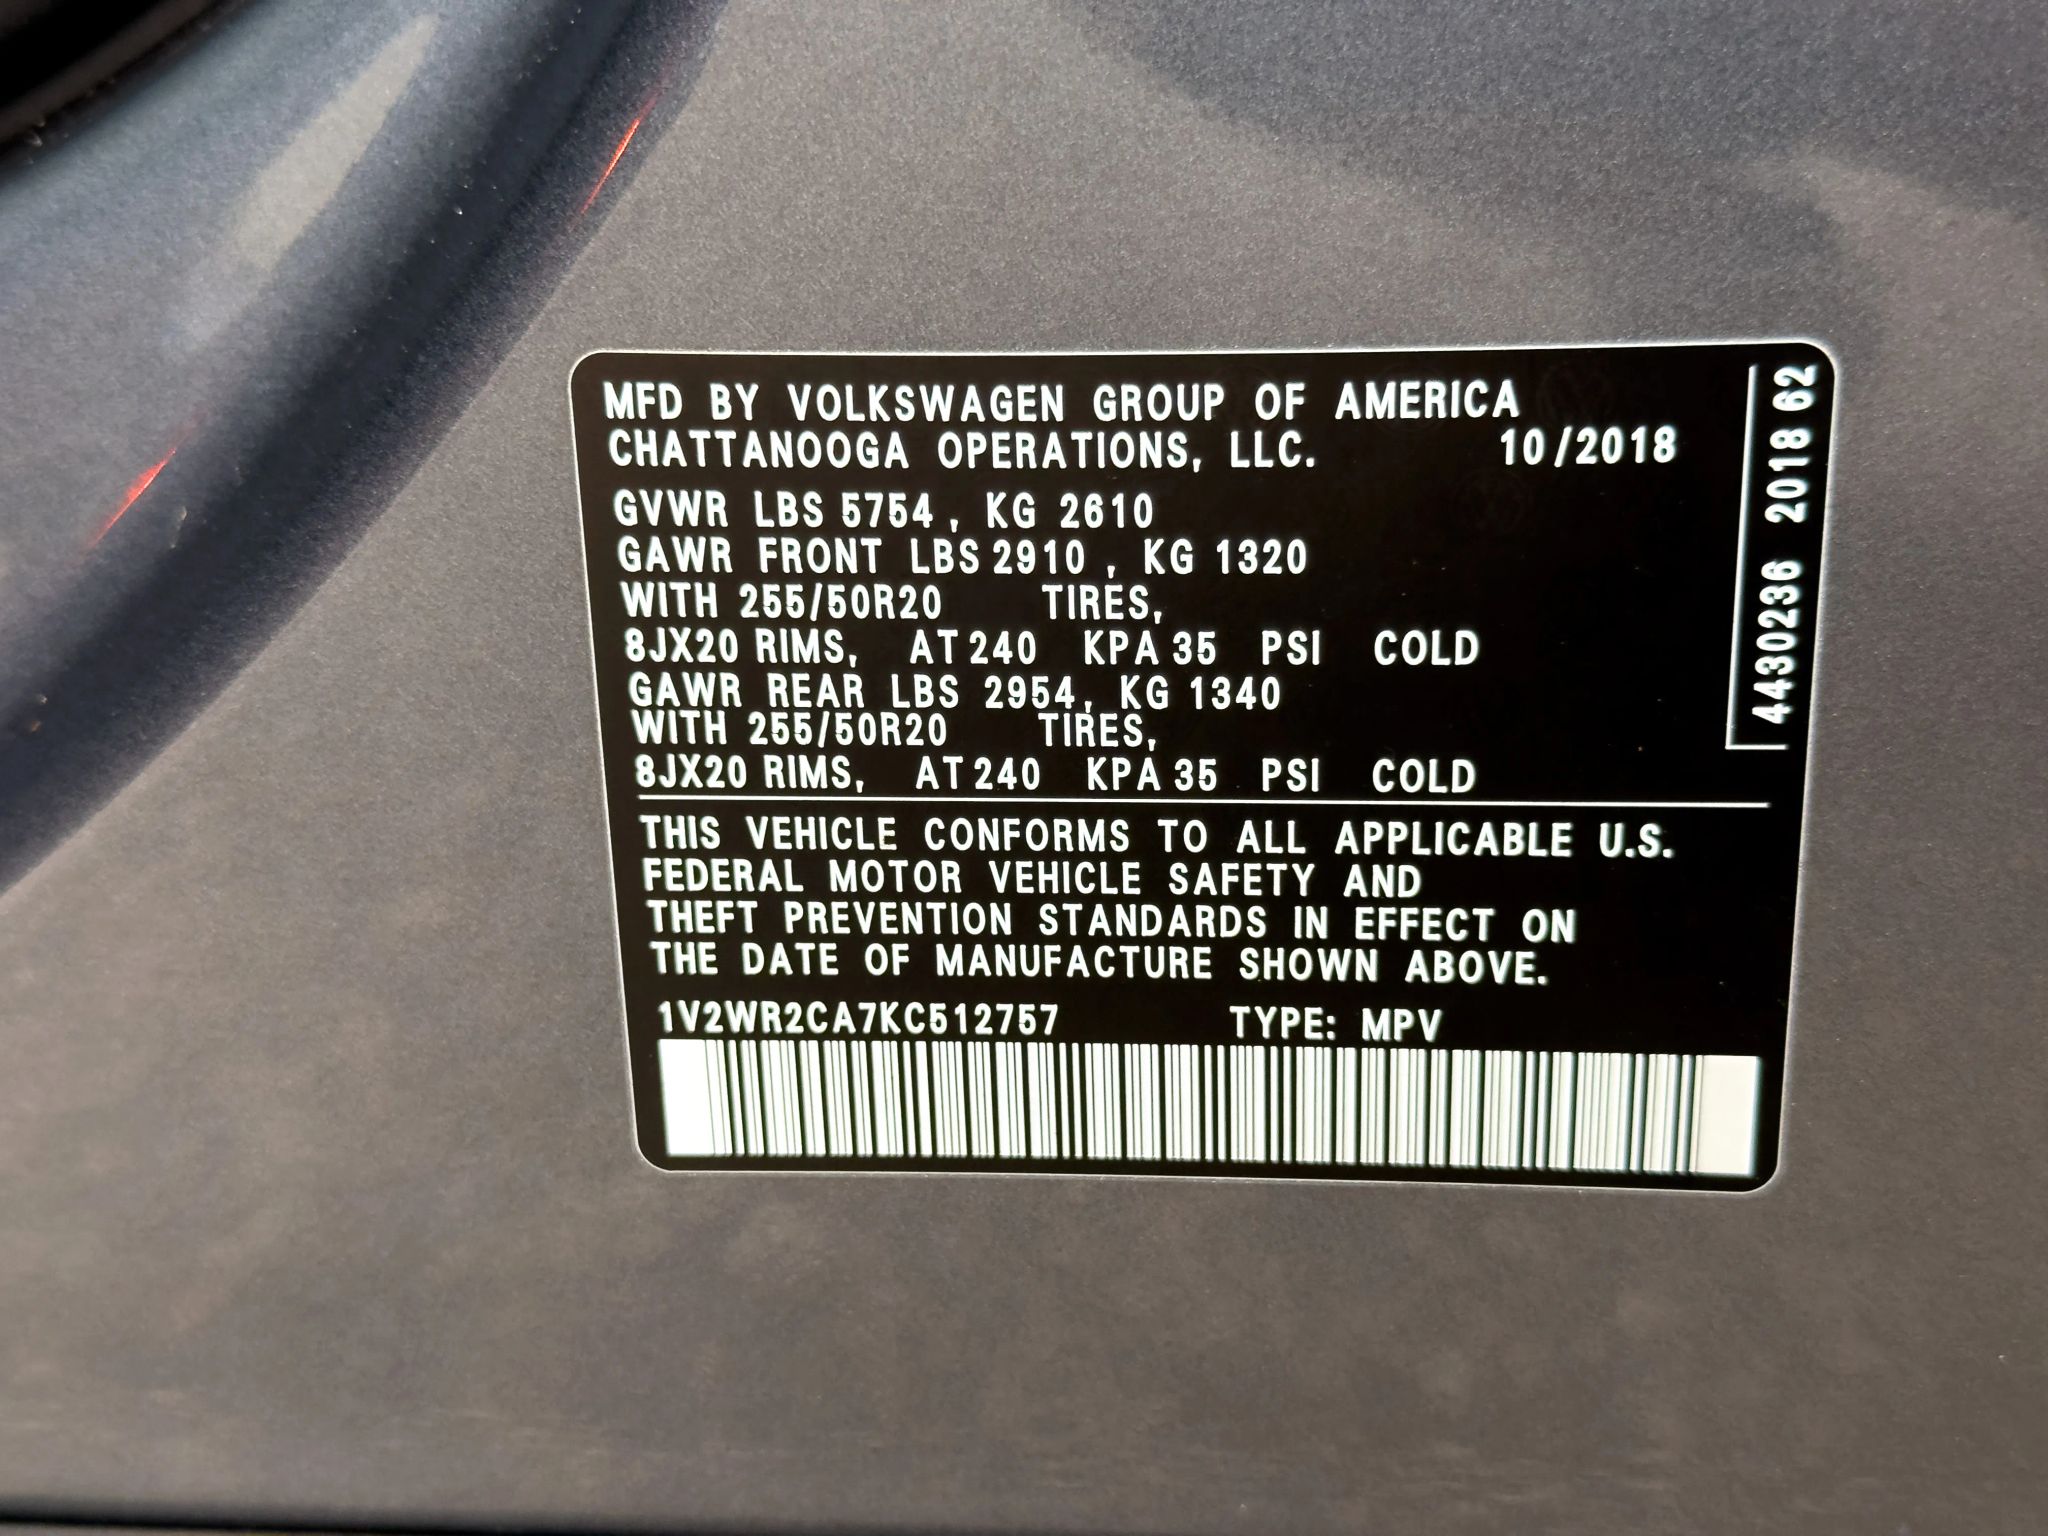 MFD BY VOLKSWAGEN GROUP OF AMERICA
CHATTANOOGA OPERATIONS, LLC. 10/2018
GVWR LBS 5754, KG 2610
GAWR FRONT LBS 2910, KG 1320
WITH 255/50R20 TIRES,
8JX20 RIMS, AT 240 KPA 35 PSI COLD
GAWR REAR LBS 2954, KG 1340
WITH 255/50R20 TIRES,
8JX20 RIMS, AT 240 KPA 35 PSI COLD
THIS VEHICLE CONFORMS TO ALL APPLICABLE U.S.
FEDERAL MOTOR VEHICLE SAFETY AND
THEFT PREVENTION STANDARDS IN EFFECT ON
THE DATE OF MANUFACTURE SHOWN ABOVE.
1V2WR2CA7KC512757 TYPE: MPV
4430236 2018 62